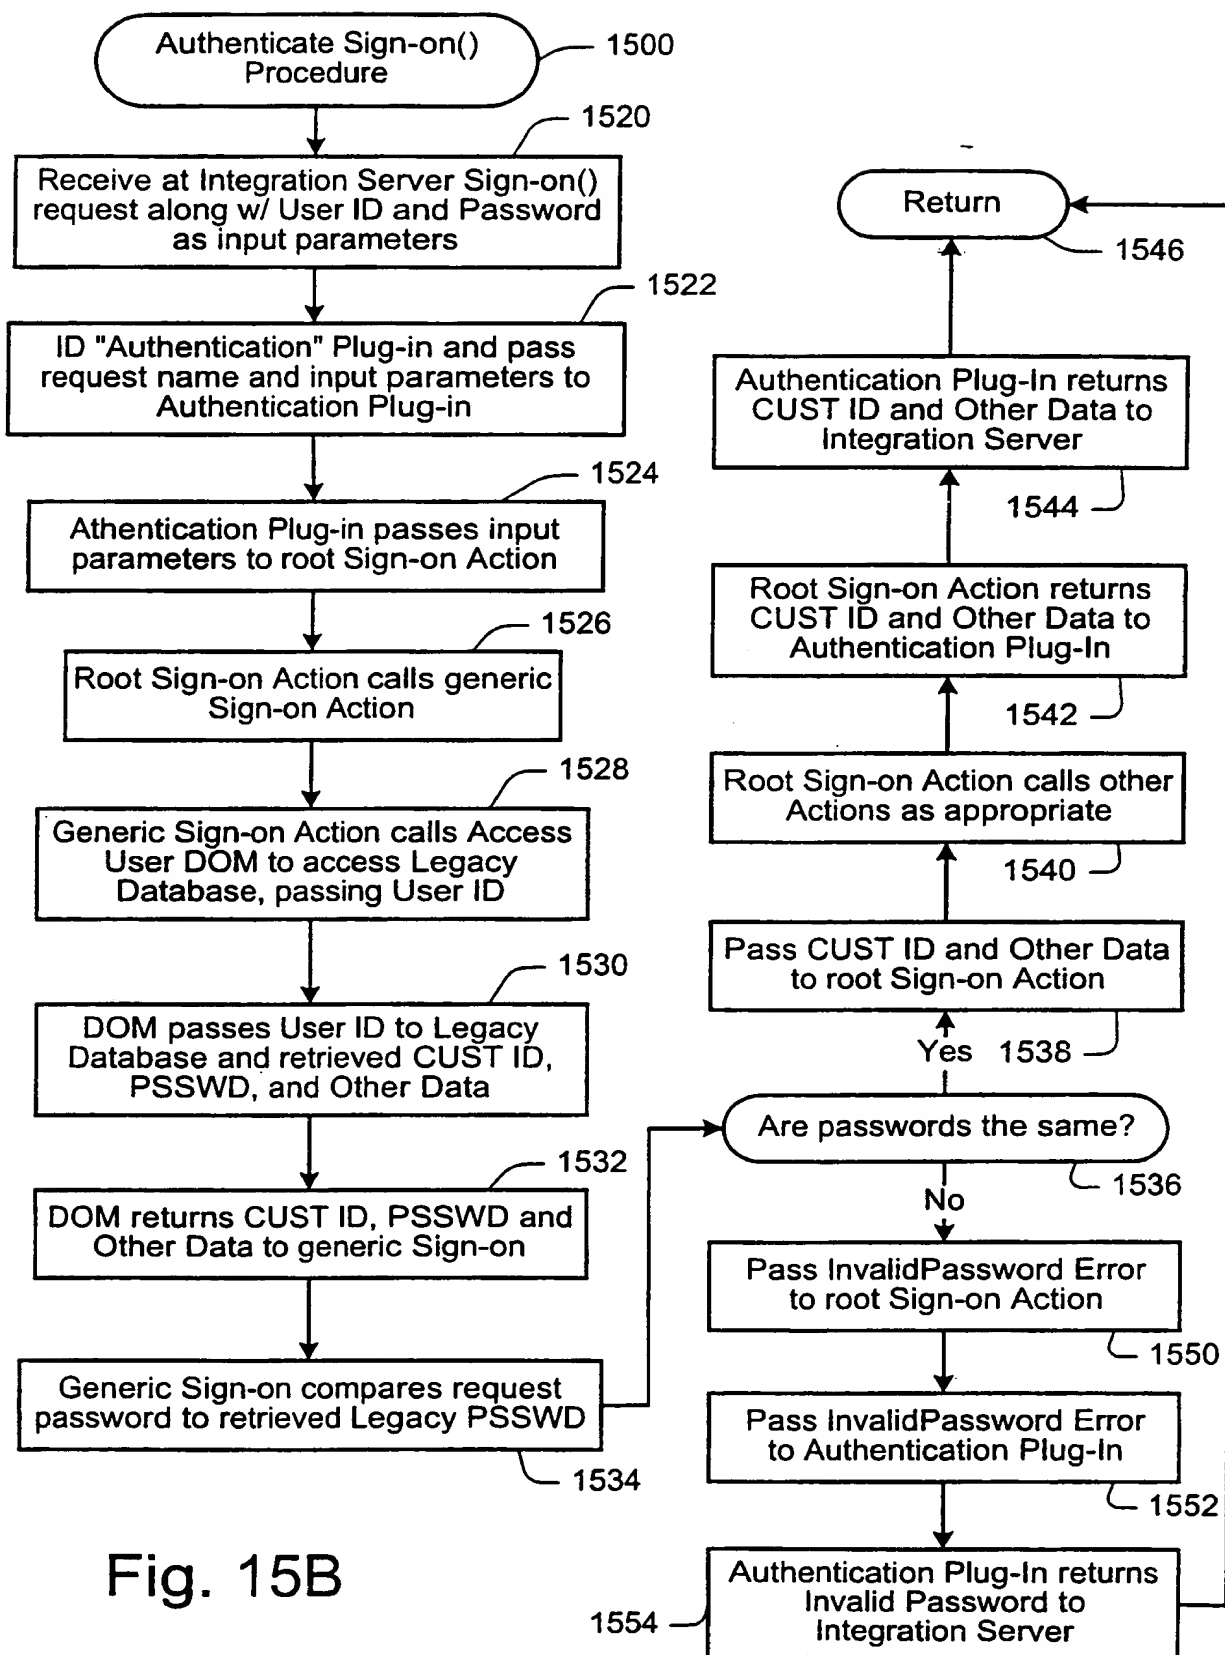 Authenticate Sign-on()
Procedure
1500
1520
Receive at Integration Server Sign-on()
request along w/ User ID and Password
as input parameters
1522
ID "Authentication" Plug-in and pass
request name and input parameters to
Authentication Plug-in
1524
Athentication Plug-in passes input
parameters to root Sign-on Action
1526
Root Sign-on Action calls generic
Sign-on Action
1528
Generic Sign-on Action calls Access
User DOM to access Legacy
Database, passing User ID
1530
DOM passes User ID to Legacy
Database and retrieved CUST ID,
PSSWD, and Other Data
1532
DOM returns CUST ID, PSSWD and
Other Data to generic Sign-on
Generic Sign-on compares request
password to retrieved Legacy PSSWD
1534
Are passwords the same?
1536
Yes
1538
Pass CUST ID and Other Data
to root Sign-on Action
1540
Root Sign-on Action calls other
Actions as appropriate
1542
Root Sign-on Action returns
CUST ID and Other Data to
Authentication Plug-In
1544
Authentication Plug-In returns
CUST ID and Other Data to
Integration Server
Return
1546
No
Pass InvalidPassword Error
to root Sign-on Action
1550
Pass InvalidPassword Error
to Authentication Plug-In
1552
Authentication Plug-In returns
Invalid Password to
Integration Server
1554
Fig. 15B